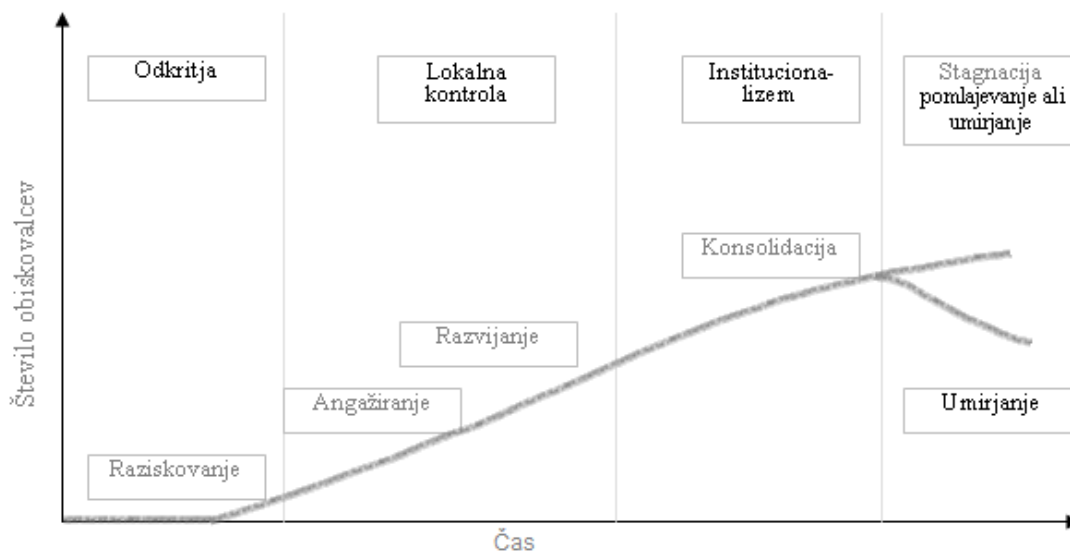 Odkritja
Lokalna
kontrola
Instituciona-
lizem
Stagnacija
pomlajevanje ali
umirjanje
Število obiskovalcev
Konsolidacija
Razvijanje
Angažiranje
Umirjanje
Raziskovanje
Čas